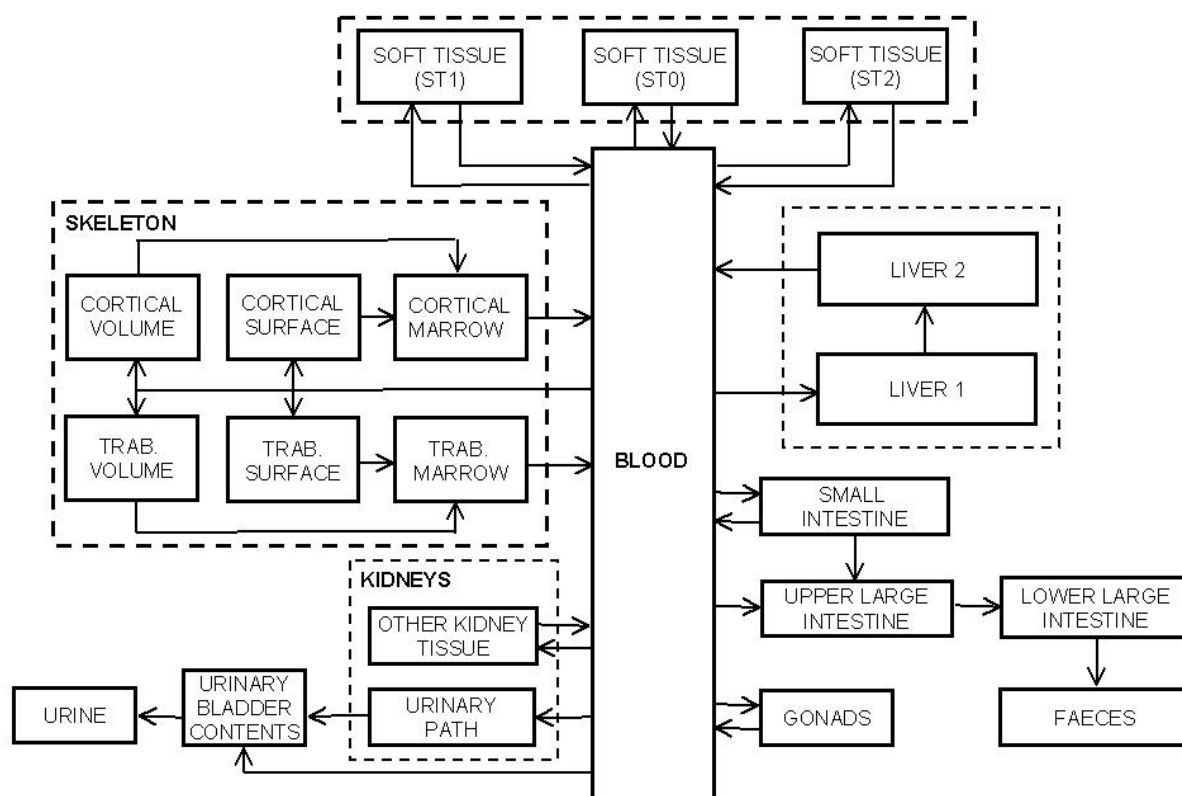 SOFT TISSUE
(ST1)
SOFT TISSUE
(ST0)
SOFT TISSUE
(ST2)
SKELETON
CORTICAL
VOLUME
CORTICAL
SURFACE
CORTICAL
MARROW
TRAB.
VOLUME
TRAB.
SURFACE
TRAB.
MARROW
BLOOD
LIVER 2
LIVER 1
SMALL
INTESTINE
UPPER LARGE
INTESTINE
LOWER LARGE
INTESTINE
KIDNEYS
OTHER KIDNEY
TISSUE
URINARY
PATH
URINARY
BLADDER
CONTENTS
URINE
GONADS
FAECES